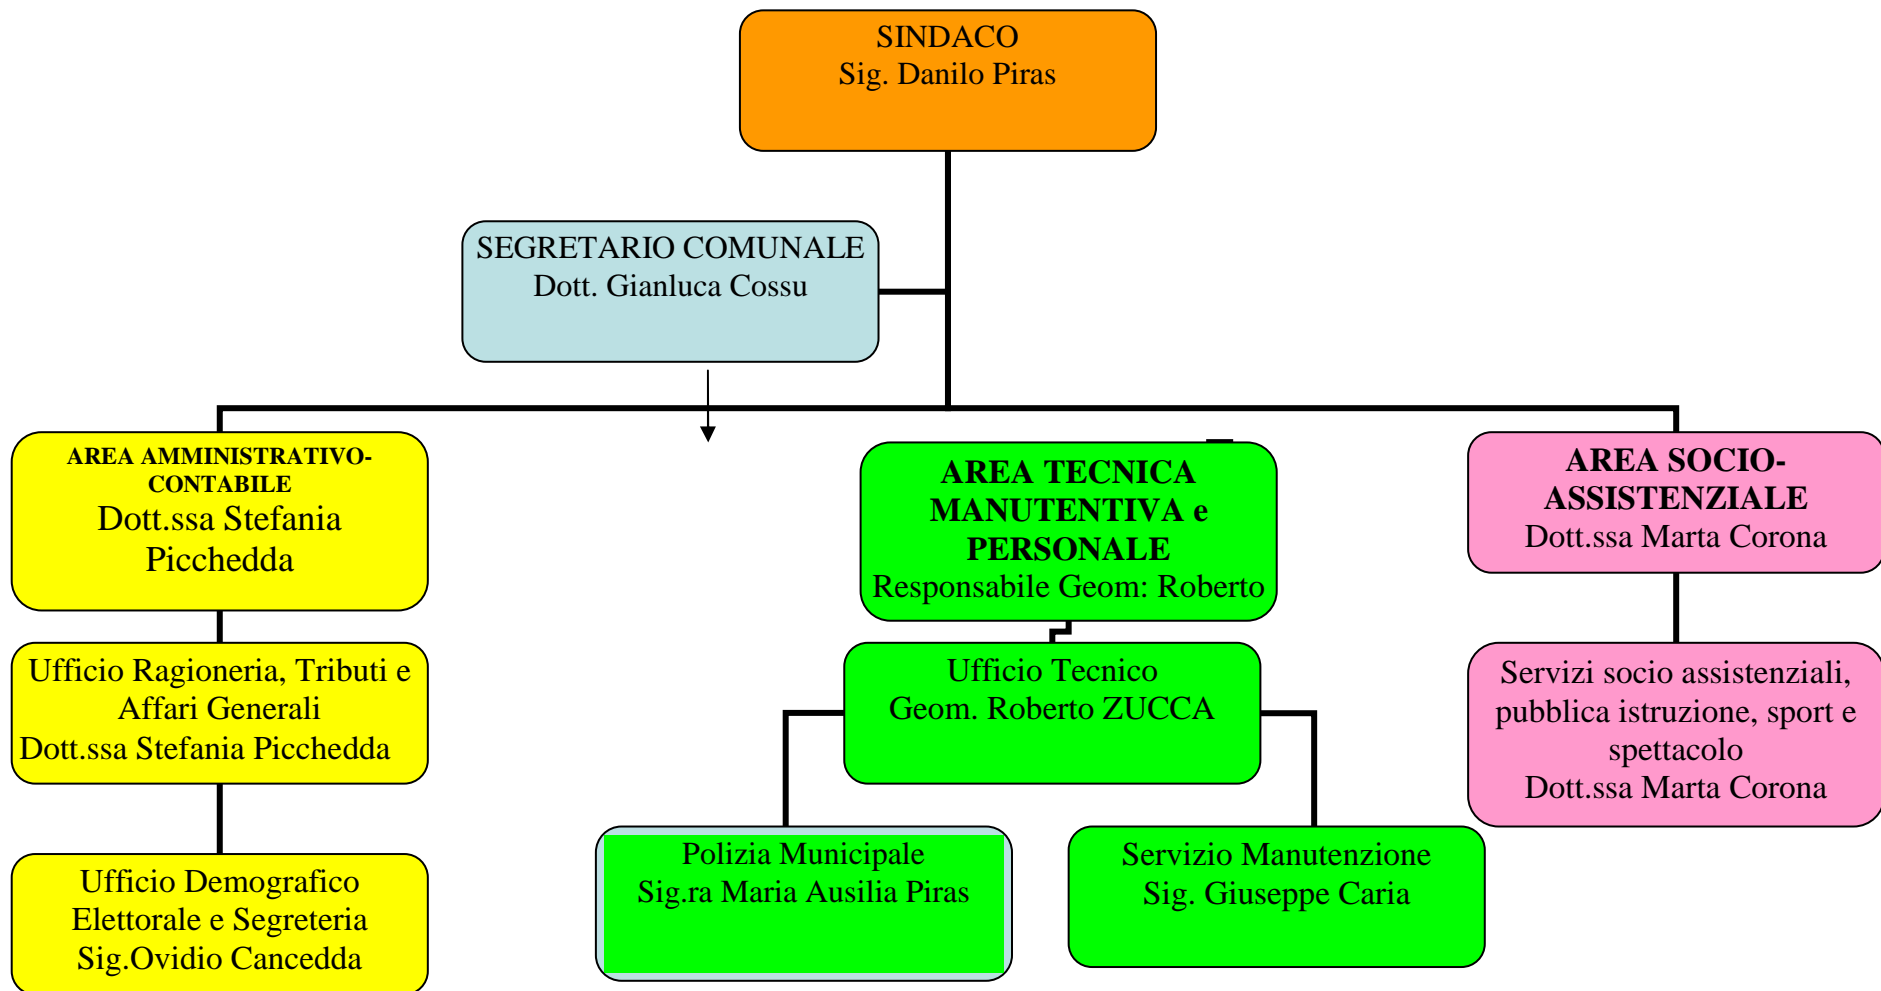 SINDACO
Sig. Danilo Piras
SEGRETARIO COMUNALE
Dott. Gianluca Cossu
AREA AMMINISTRATIVO-
CONTABILE
Dott.ssa Stefania
Picchedda
AREA TECNICA
MANUTENTIVA e
PERSONALE
Responsabile Geom: Roberto
AREA SOCIO-
ASSISTENZIALE
Dott.ssa Marta Corona
Ufficio Ragioneria, Tributi e
Affari Generali
Dott.ssa Stefania Picchedda
Ufficio Tecnico
Geom. Roberto ZUCCA
Servizi socio assistenziali,
pubblica istruzione, sport e
spettacolo
Dott.ssa Marta Corona
Ufficio Demografico
Elettorale e Segreteria
Sig.Ovidio Cancedda
Polizia Municipale
Sig.ra Maria Ausilia Piras
Servizio Manutenzione
Sig. Giuseppe Caria